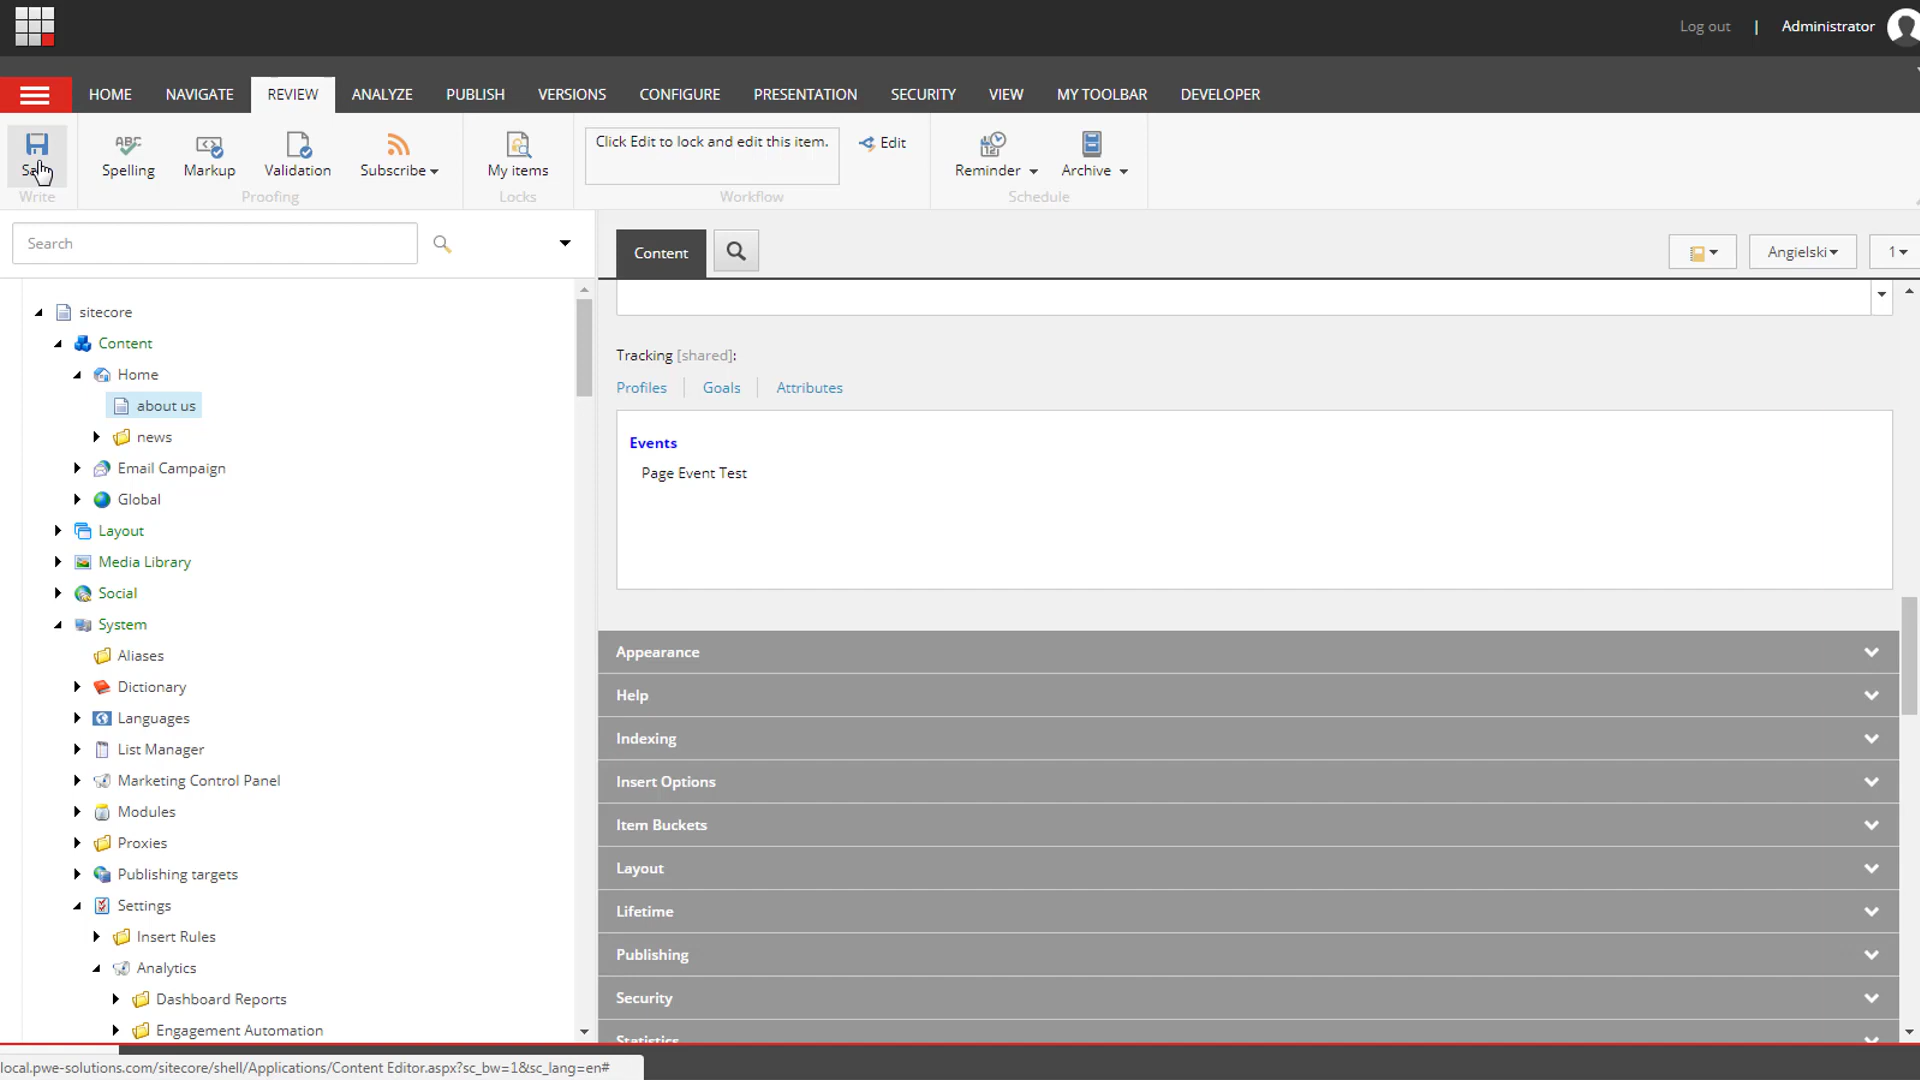 Log out | Administrator
HOME NAVIGATE REVIEW ANALYZE PUBLISH VERSIONS CONFIGURE PRESENTATION SECURITY VIEW MY TOOLBAR DEVELOPER
ABC
Click Edit to lock and edit this item. Edit
Spelling Markup Validation Subscribe My items Reminder Archive
Write Proofing Locks Workflow Schedule
Search
Content Angielski 1
sitecore
Content
Home
about us
news
Email Campaign
Global
Layout
Media Library
Social
System
Aliases
Dictionary
Languages
List Manager
Marketing Control Panel
Modules
Proxies
Publishing targets
Settings
Insert Rules
Analytics
Dashboard Reports
Engagement Automation
Tracking [shared]:
Profiles Goals Attributes
Events
Page Event Test
Appearance
Help
Indexing
Insert Options
Item Buckets
Layout
Lifetime
Publishing
Security
Statistics
local.pwe-solutions.com/sitecore/shell/Applications/Content Editor.aspx?sc_bw=1&sc_lang=en#